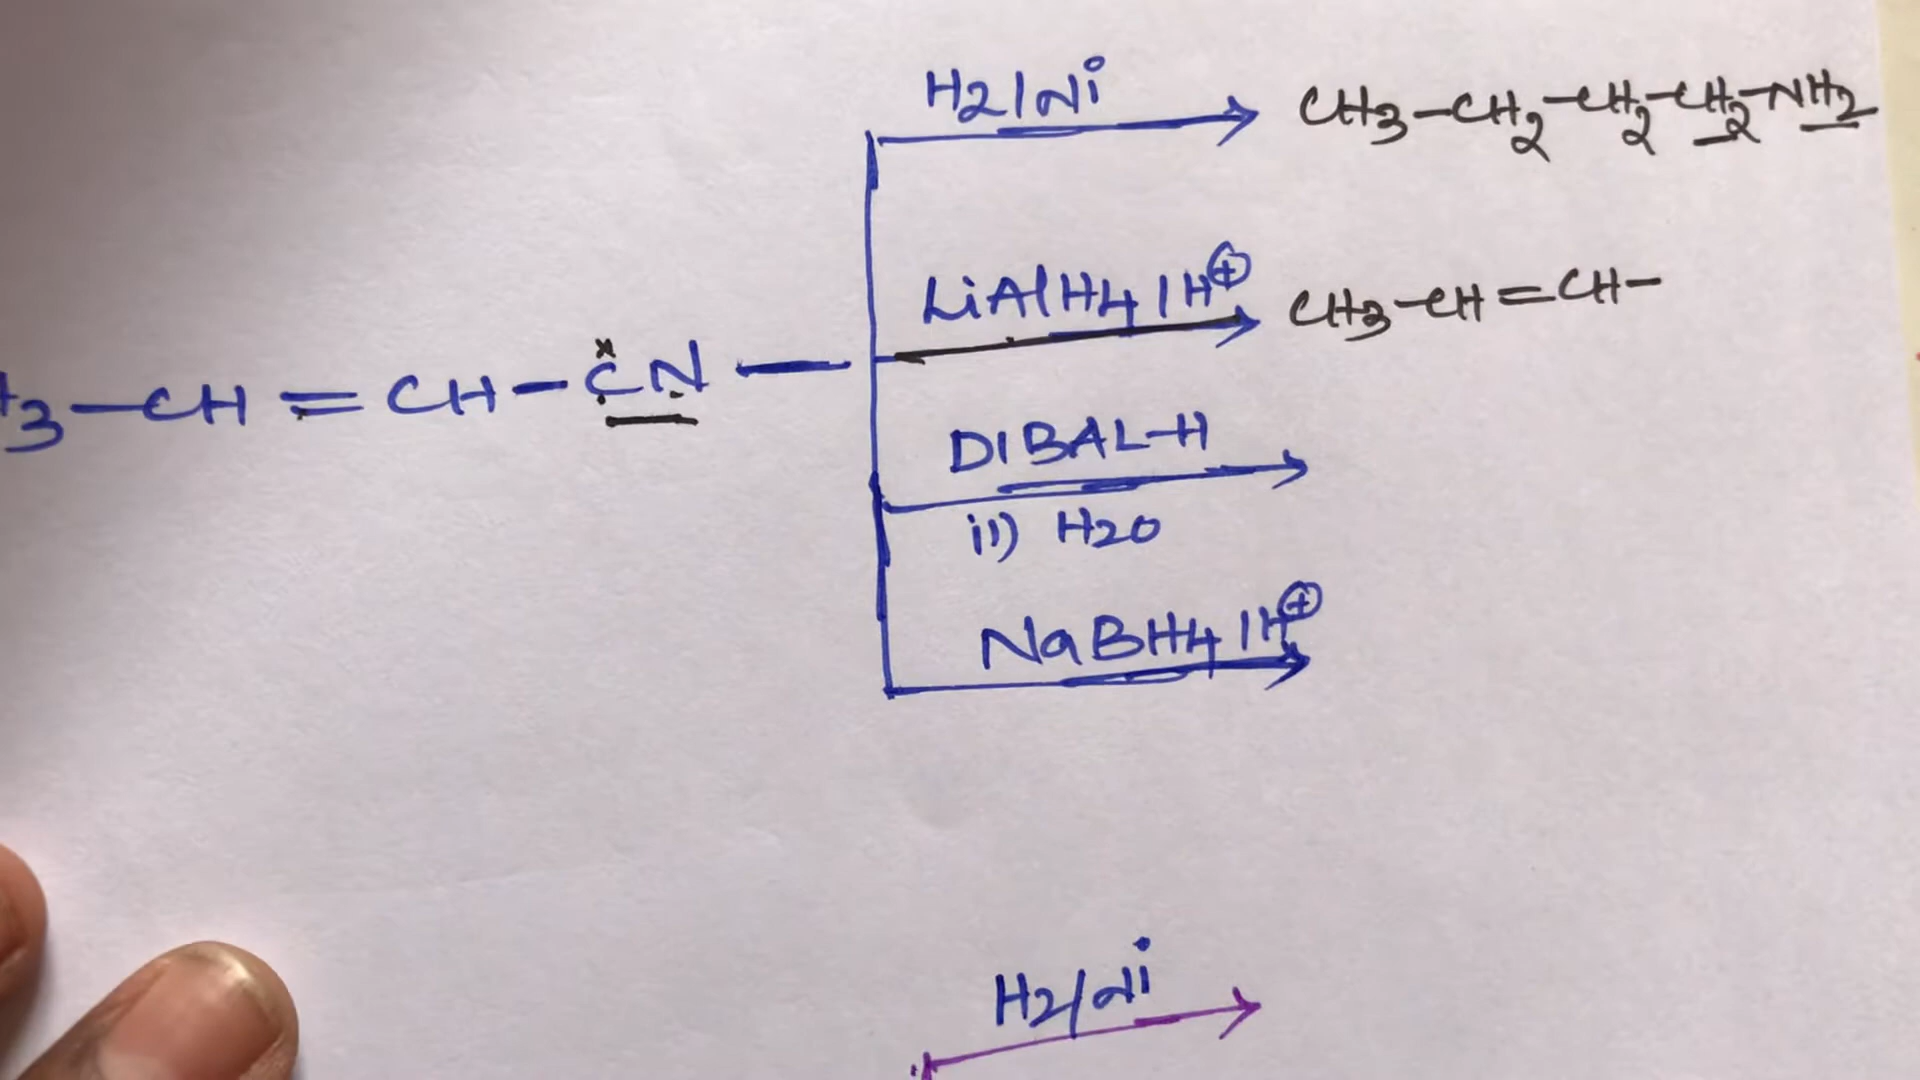 H2/Ni
CH3-CH2-CH2-CH2-NH2
LiAlH4/H⊕
CH3-CH=CH-
3-CH=CH-CN
DIBAL-H
ii) H2O
NaBH4/H⊕
H2/Ni